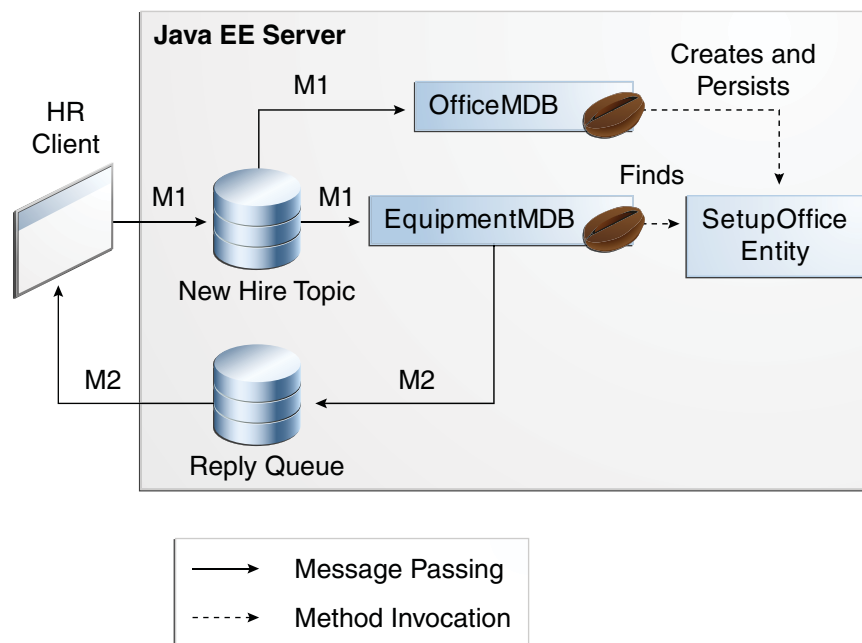 Java EE Server
HR
Client
M1
M1
OfficeMDB
Creates and
Persists
M1
EquipmentMDB
Finds
SetupOffice
Entity
New Hire Topic
M2
M2
Reply Queue
Message Passing
Method Invocation